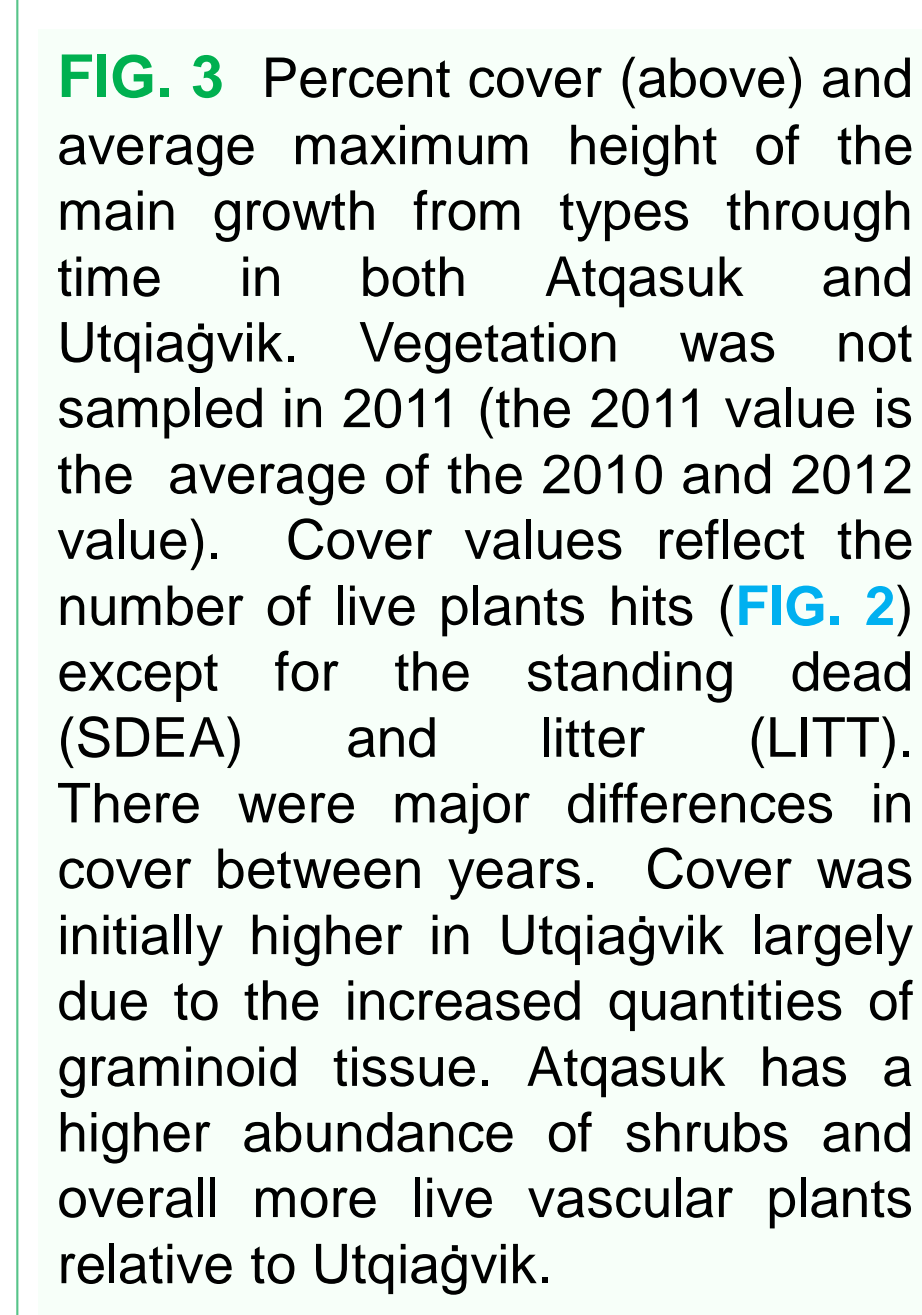 FIG. 3 Percent cover (above) and
average maximum height of the
main growth from types through
time in both Atqasuk and
Utqiaġvik. Vegetation was not
sampled in 2011 (the 2011 value is
the average of the 2010 and 2012
value). Cover values reflect the
number of live plants hits (FIG. 2)
except for the standing dead
(SDEA) and litter (LITT).
There were major differences in
cover between years. Cover was
initially higher in Utqiaġvik largely
due to the increased quantities of
graminoid tissue. Atqasuk has a
higher abundance of shrubs and
overall more live vascular plants
relative to Utqiaġvik.